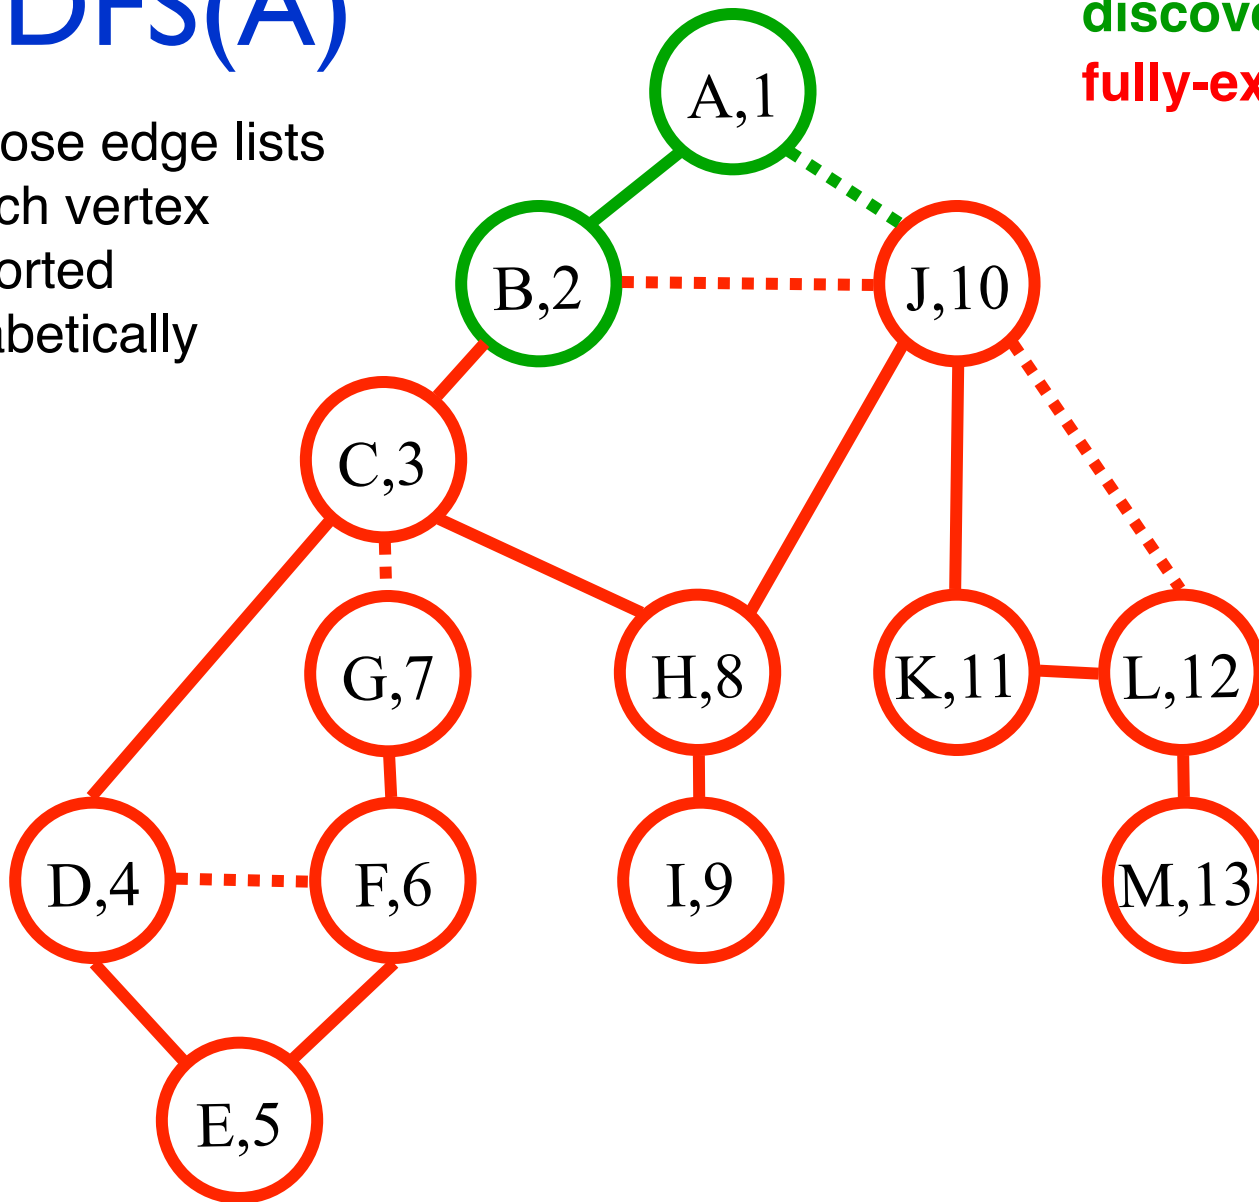 DFS(A)
discove
fully-ex
ose edge lists
ch vertex
orted
abetically
A,1
B,2
J,10
C,3
G,7
H,8
K,11
L,12
D,4
F,6
I,9
M,13
E,5